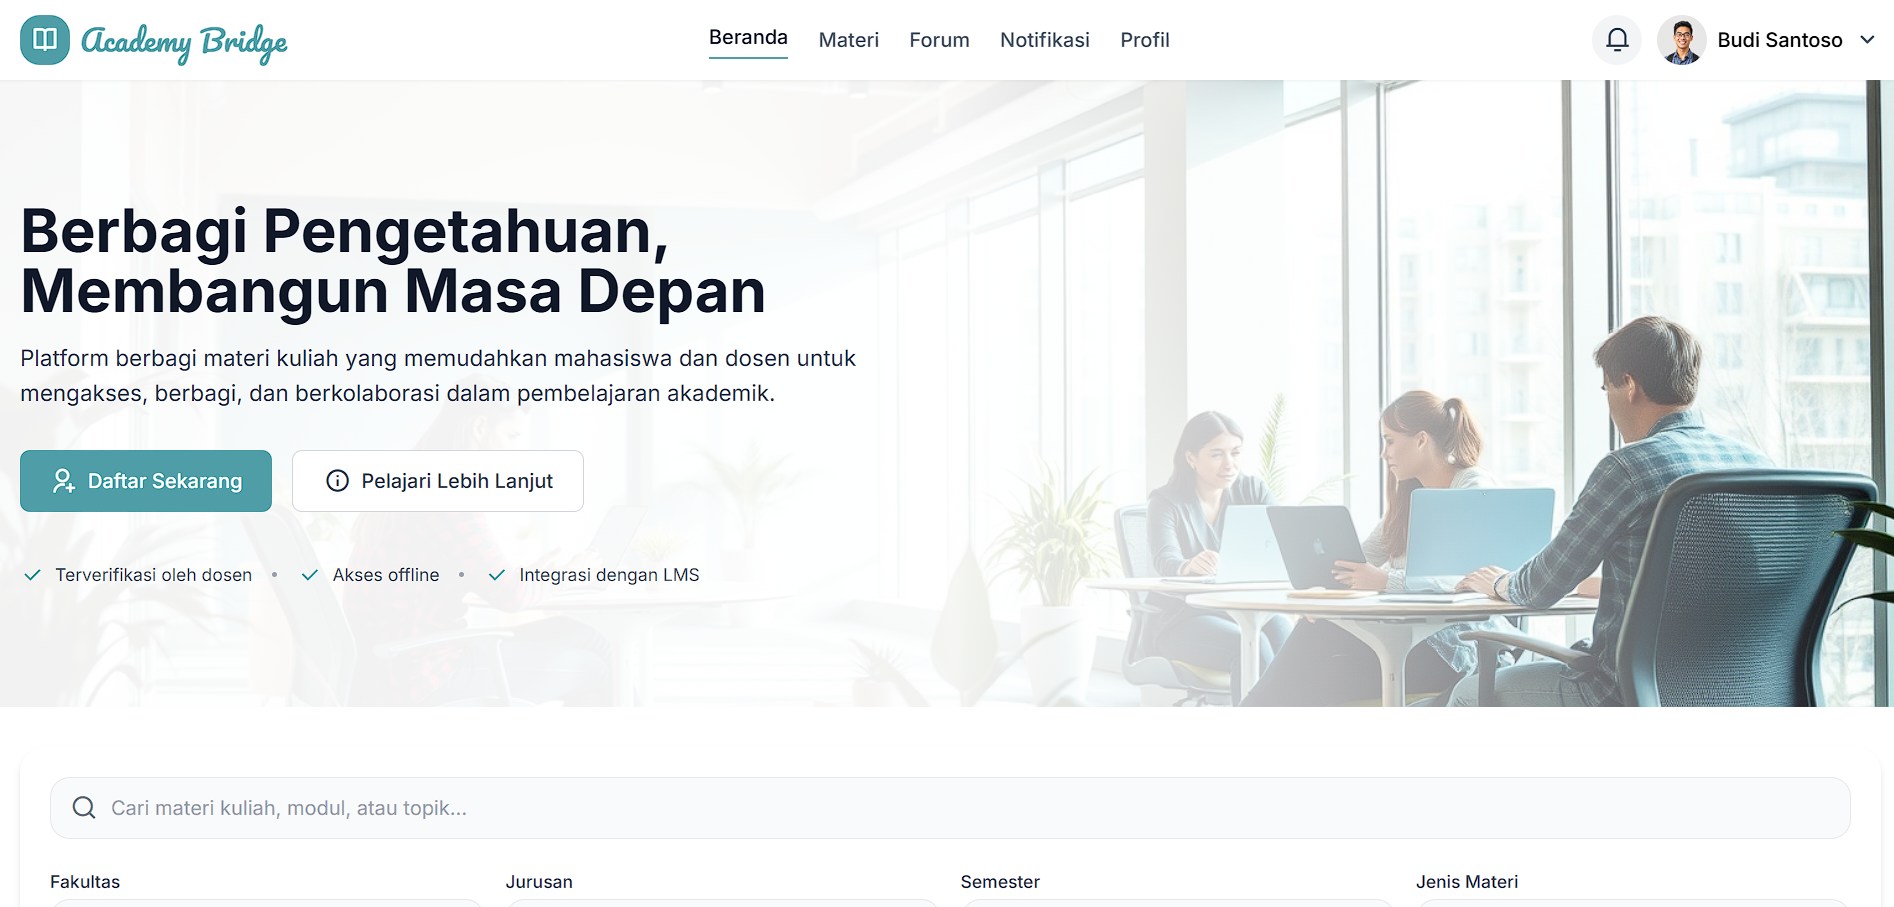 Academy Bridge
Beranda
Materi
Forum
Notifikasi
Profil
Budi Santoso
Berbagi Pengetahuan,
Membangun Masa Depan
Platform berbagi materi kuliah yang memudahkan mahasiswa dan dosen untuk
mengakses, berbagi, dan berkolaborasi dalam pembelajaran akademik.
Daftar Sekarang
Pelajari Lebih Lanjut
Terverifikasi oleh dosen • Akses offline • Integrasi dengan LMS
Cari materi kuliah, modul, atau topik...
Fakultas
Jurusan
Semester
Jenis Materi